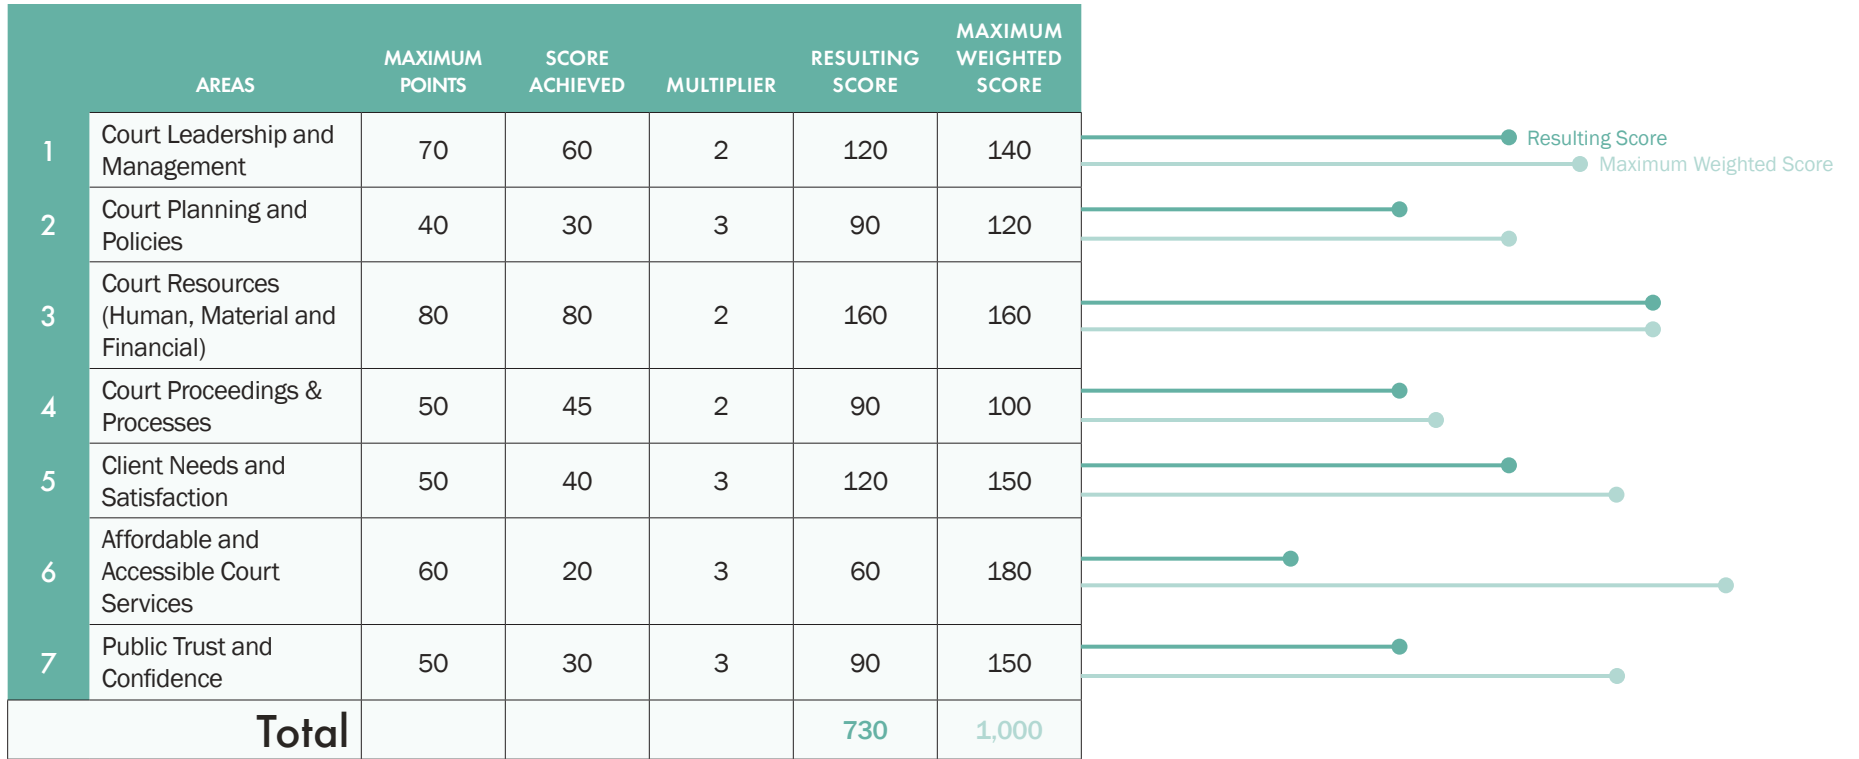 AREAS
MAXIMUM POINTS
SCORE ACHIEVED
MULTIPLIER
RESULTING SCORE
MAXIMUM WEIGHTED SCORE
1
Court Leadership and
Management
70
60
2
120
140
Resulting Score
Maximum Weighted Score
2
Court Planning and
Policies
40
30
3
90
120
3
Court Resources
(Human, Material and
Financial)
80
80
2
160
160
4
Court Proceedings &
Processes
50
45
2
90
100
5
Client Needs and
Satisfaction
50
40
3
120
150
6
Affordable and
Accessible Court
Services
60
20
3
60
180
7
Public Trust and
Confidence
50
30
3
90
150
Total
730
1,000